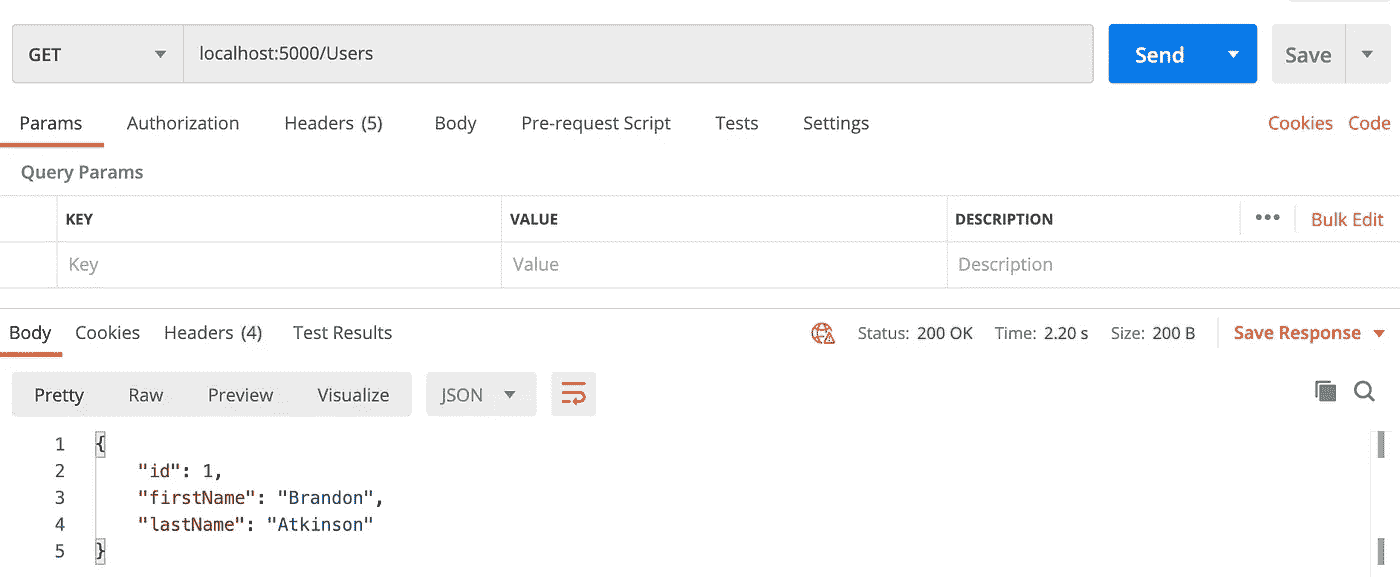 GET localhost:5000/Users Send Save
Params Authorization Headers (5) Body Pre-request Script Tests Settings Cookies Code
Query Params
KEY VALUE DESCRIPTION ••• Bulk Edit
Key Value Description
Body Cookies Headers (4) Test Results Status: 200 OK Time: 2.20 s Size: 200 B Save Response
Pretty Raw Preview Visualize JSON
1 {
2 "id": 1,
3 "firstName": "Brandon",
4 "lastName": "Atkinson"
5 }